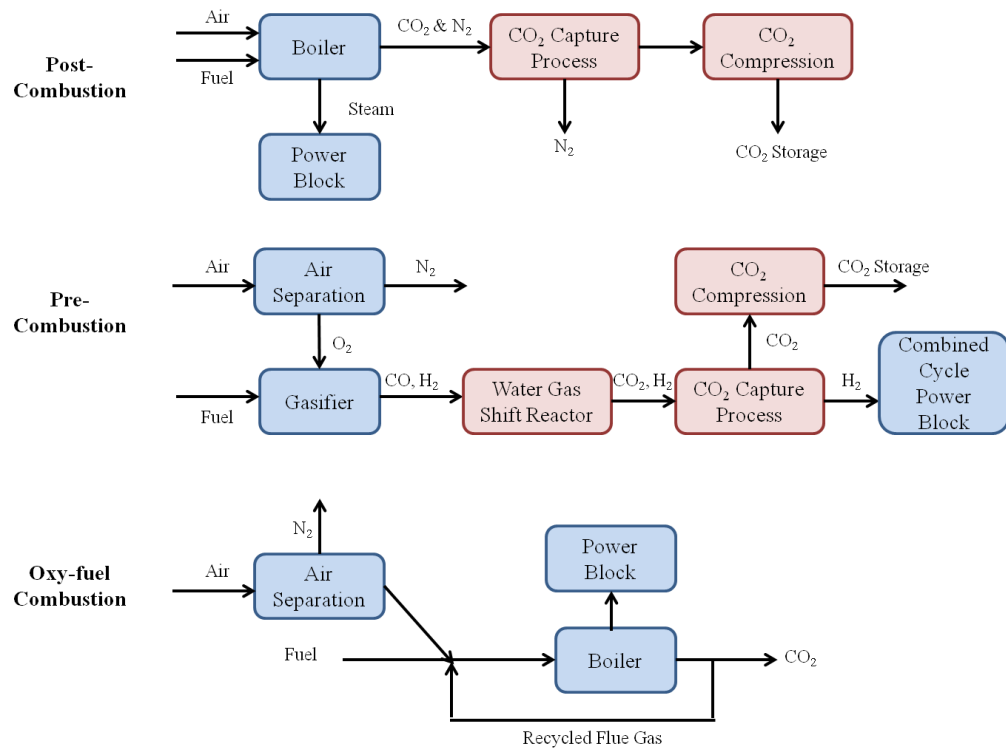 Post-
Combustion
Air
Fuel
Boiler
CO₂ & N₂
CO₂ Capture
Process
CO₂
Compression
Steam
Power
Block
N₂
CO₂ Storage
Pre-
Combustion
Air
Air
Separation
N₂
CO₂
Compression
CO₂ Storage
O₂
CO₂
Fuel
Gasifier
CO, H₂
Water Gas
Shift Reactor
CO₂, H₂
CO₂ Capture
Process
H₂
Combined
Cycle
Power
Block
Oxy-fuel
Combustion
N₂
Air
Air
Separation
Power
Block
Fuel
Boiler
CO₂
Recycled Flue Gas